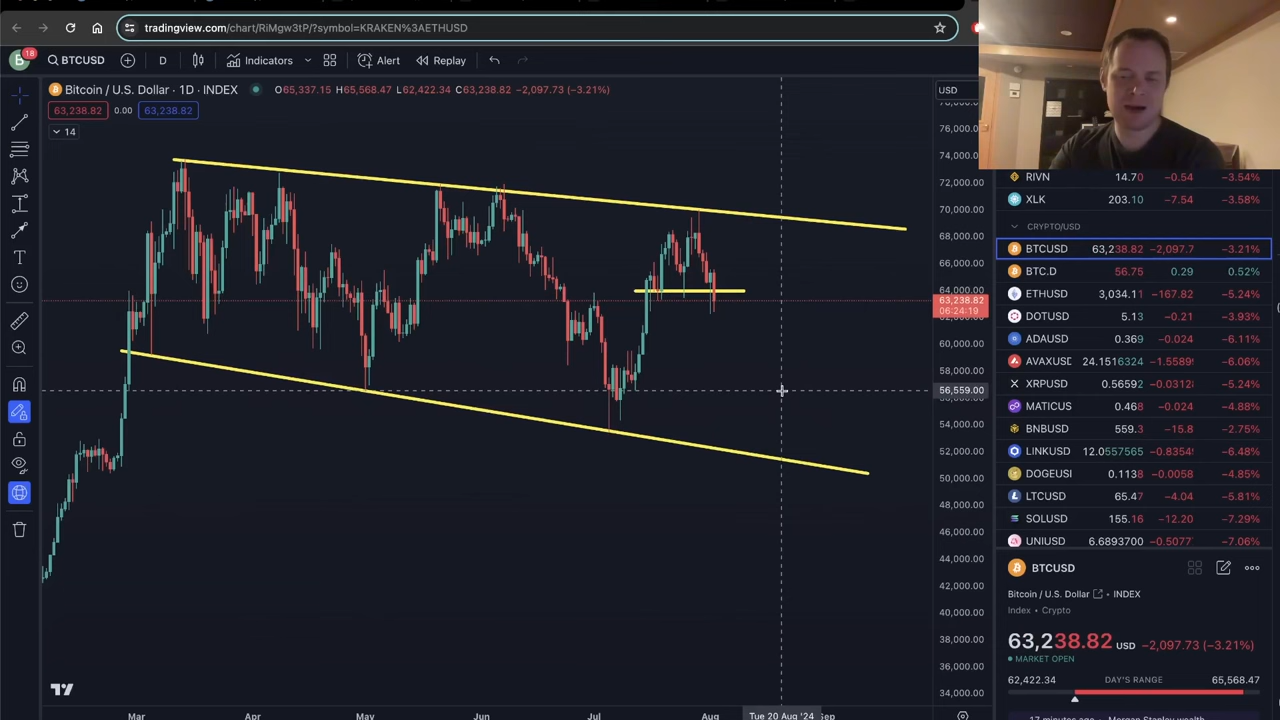 tradingview.com/chart/RiMgw3tP/?symbol=KRAKEN%3AETHUSD
18
BTCUSD
D
Indicators
Alert
Replay
Bitcoin / U.S. Dollar · 1D · INDEX
O65,337.15 H65,568.47 L62,422.34 C63,238.82 −2,097.73 (−3.21%)
63,238.82 0.00 63,238.82
14
USD
76,000.00
74,000.00
72,000.00
70,000.00
68,000.00
66,000.00
64,000.00
63,238.82
06:24:19
60,000.00
58,000.00
56,559.00
54,000.00
52,000.00
50,000.00
48,000.00
46,000.00
44,000.00
42,000.00
40,000.00
38,000.00
36,000.00
34,000.00
Mar Apr May Jun Jul Aug Tue 20 Aug '24 Sep
RIVN 14.70 −0.54 −3.54%
XLK 203.10 −7.54 −3.58%
CRYPTO/USD
BTCUSD 63,238.82 −2,097.7 −3.21%
BTC.D 56.75 0.29 0.52%
ETHUSD 3,034.11 −167.82 −5.24%
DOTUSD 5.13 −0.21 −3.93%
ADAUSD 0.369 −0.024 −6.11%
AVAXUSD 24.1516324 −1.5589 −6.06%
XRPUSD 0.56592 −0.0312 −5.24%
MATICUS 0.468 −0.024 −4.88%
BNBUSD 559.3 −15.8 −2.75%
LINKUSD 12.0557565 −0.8354 −6.48%
DOGEUSI 0.1138 −0.0058 −4.85%
LTCUSD 65.47 −4.04 −5.81%
SOLUSD 155.16 −12.20 −7.29%
UNIUSD 6.6893700 −0.5077 −7.06%
BTCUSD
Bitcoin / U.S. Dollar • INDEX
Index • Crypto
63,238.82 USD −2,097.73 (−3.21%)
MARKET OPEN
62,422.34 DAY'S RANGE 65,568.47
17 minutes ago • Morgan Stanley wealth